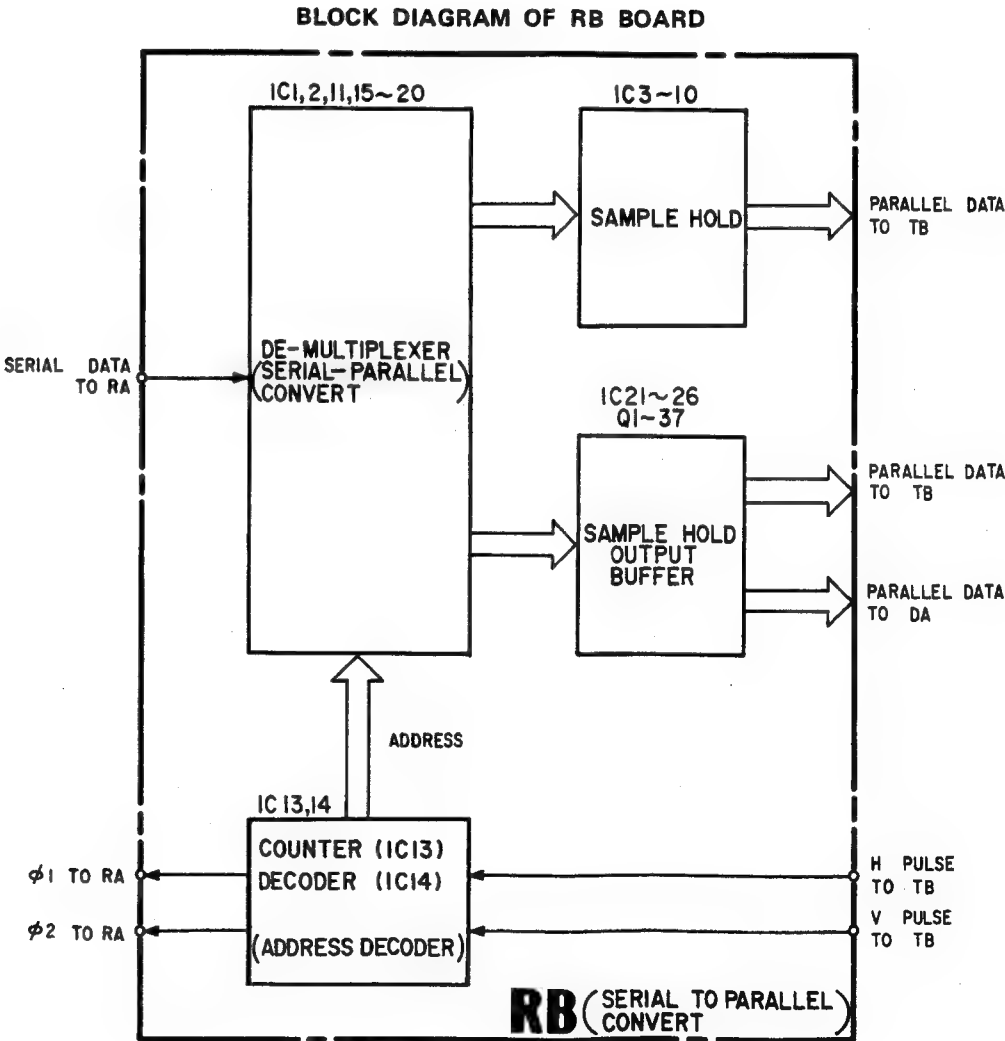 BLOCK DIAGRAM OF RB BOARD
IC1,2,11,15~20
IC3~10
SAMPLE HOLD
PARALLEL DATA
TO TB
SERIAL DATA
TO RA
DE-MULTIPLEXER
(SERIAL-PARALLEL)
CONVERT
IC21~26
Q1~37
SAMPLE HOLD
OUTPUT
BUFFER
PARALLEL DATA
TO TB
PARALLEL DATA
TO DA
ADDRESS
IC13,14
COUNTER (IC13)
DECODER (IC14)
(ADDRESS DECODER)
φ1 TO RA
φ2 TO RA
H PULSE
TO TB
V PULSE
TO TB
RB (SERIAL TO PARALLEL)
CONVERT